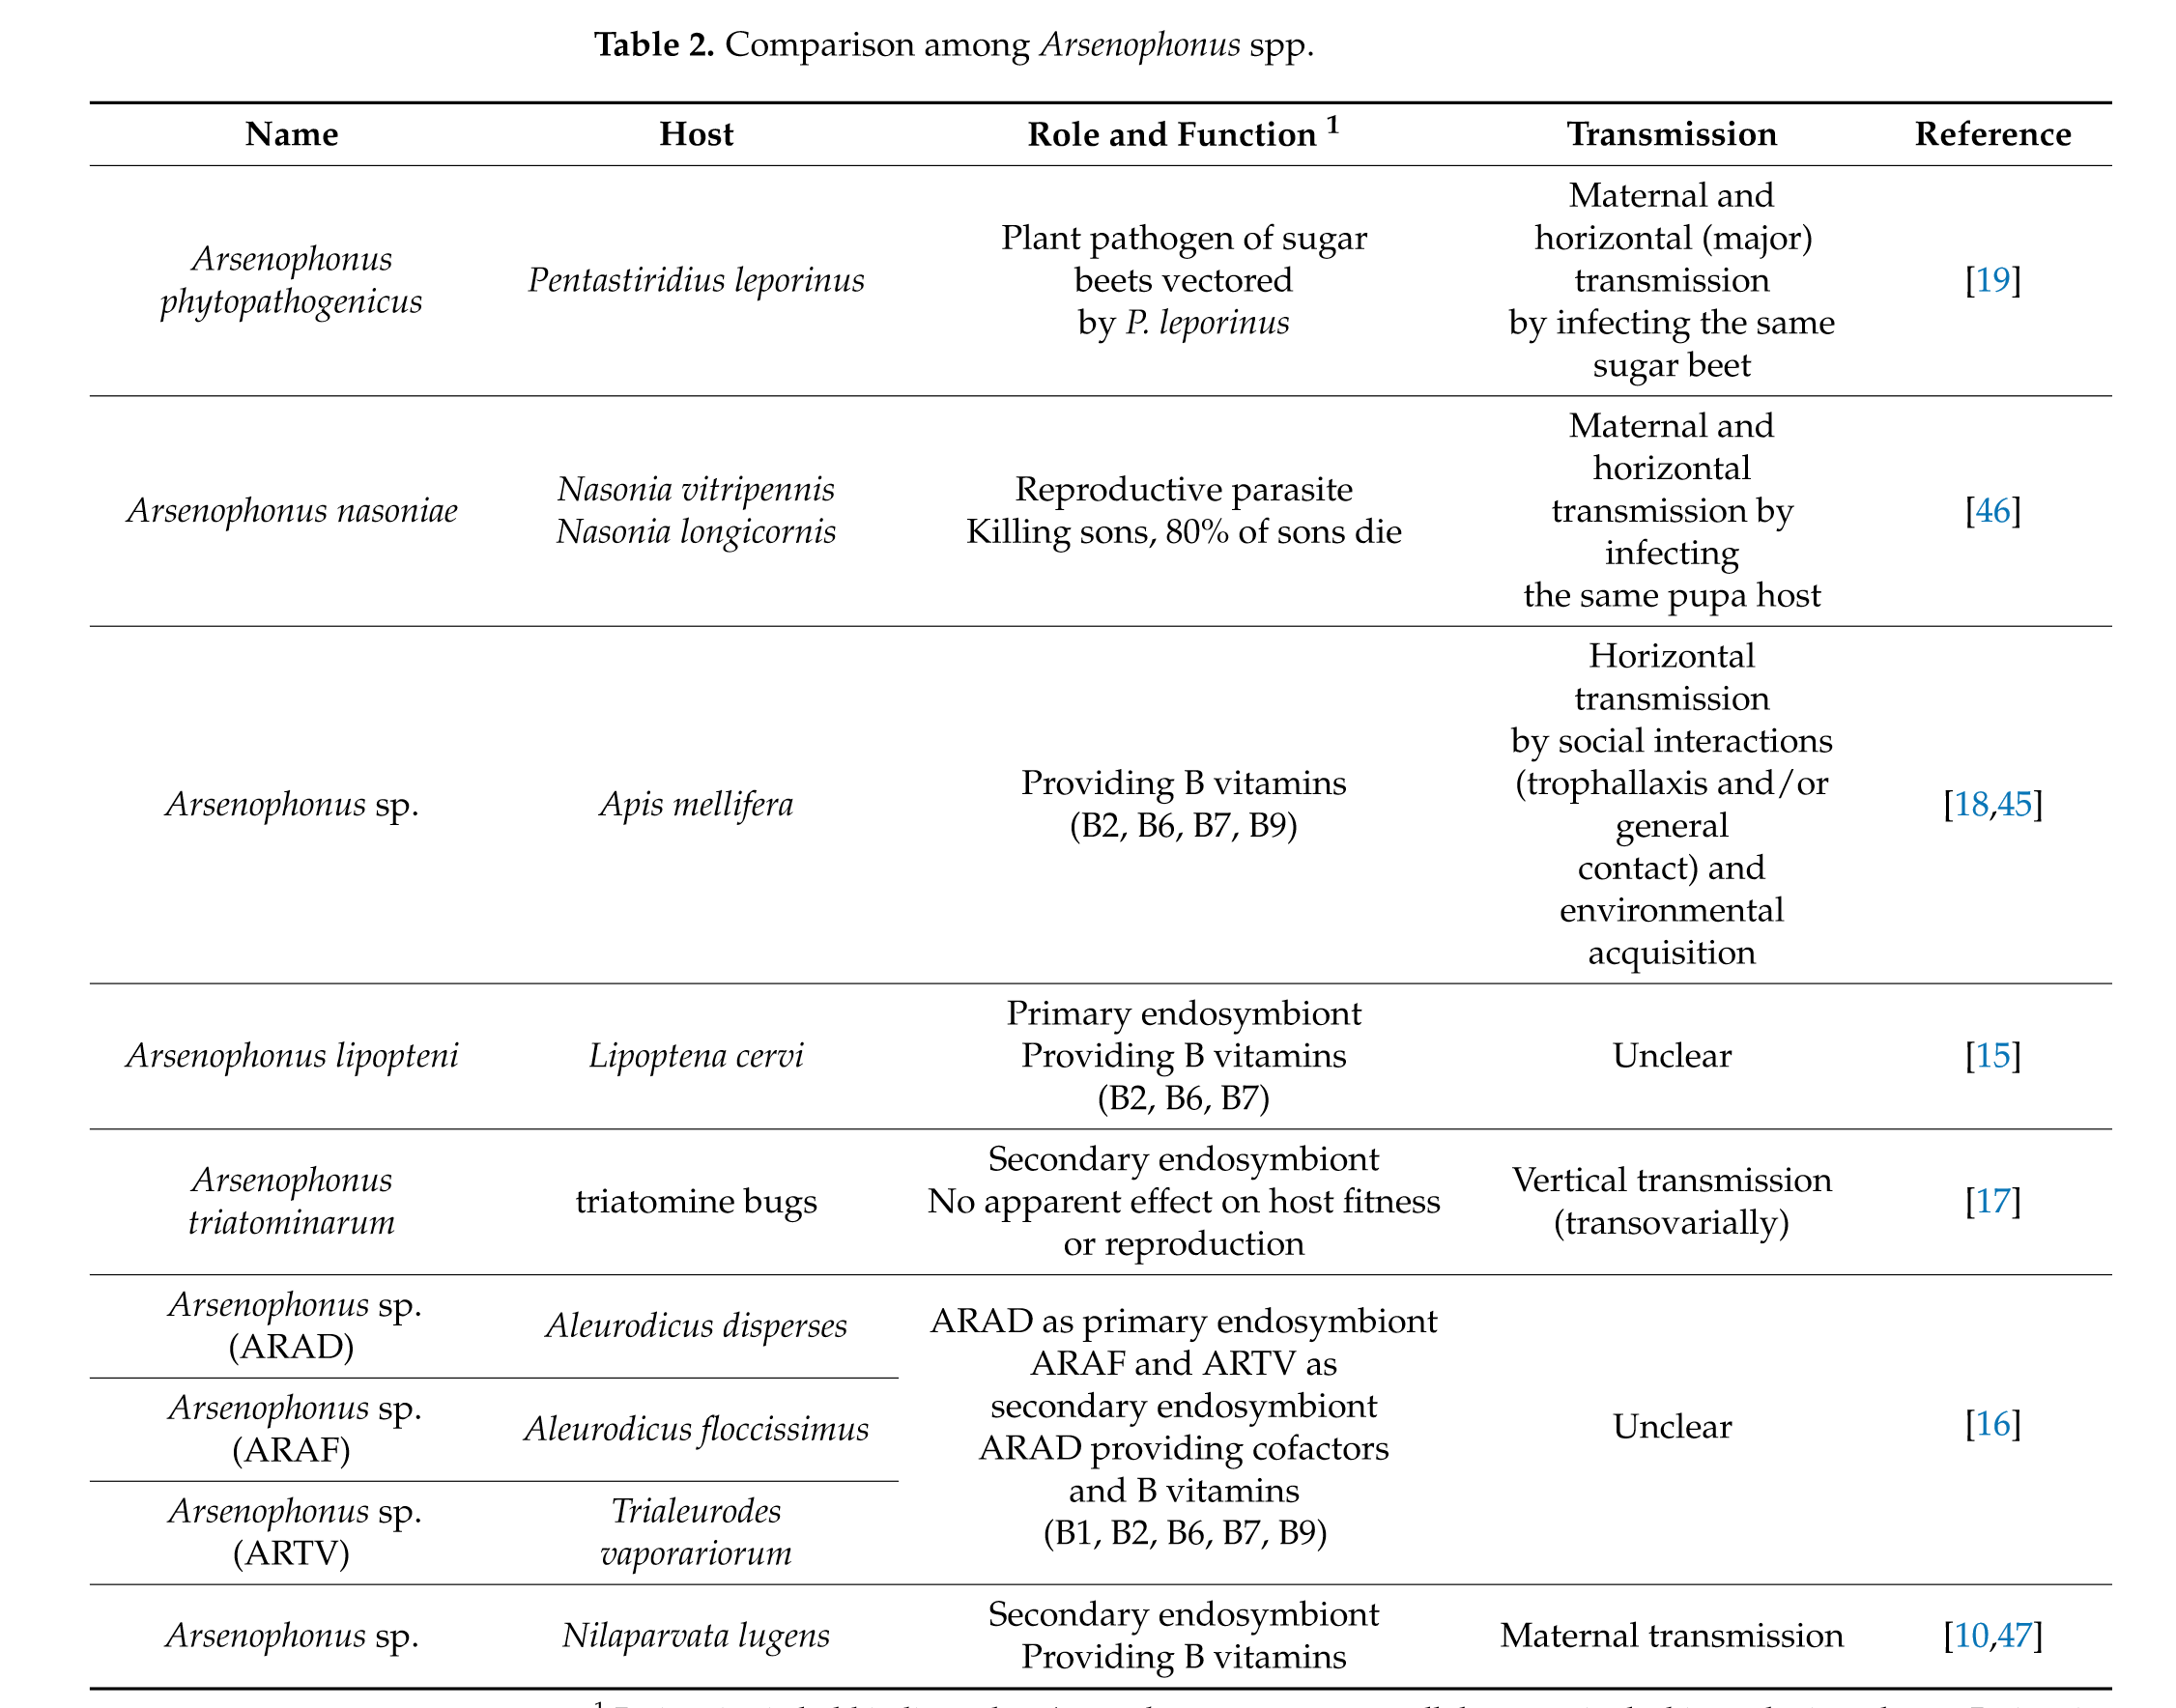 Table 2. Comparison among Arsenophonus spp.
Name Host Role and Function 1 Transmission Reference
Arsenophonus
phytopathogenicus
Pentastiridius leporinus
Plant pathogen of sugar
beets vectored
by P. leporinus
Maternal and
horizontal (major)
transmission
by infecting the same
sugar beet
[19]
Arsenophonus nasoniae
Nasonia vitripennis
Nasonia longicornis
Reproductive parasite
Killing sons, 80% of sons die
Maternal and
horizontal
transmission by
infecting
the same pupa host
[46]
Arsenophonus sp.
Apis mellifera
Providing B vitamins
(B2, B6, B7, B9)
Horizontal
transmission
by social interactions
(trophallaxis and/or
general
contact) and
environmental
acquisition
[18,45]
Arsenophonus lipopteni
Lipoptena cervi
Primary endosymbiont
Providing B vitamins
(B2, B6, B7)
Unclear
[15]
Arsenophonus
triatominarum
triatomine bugs
Secondary endosymbiont
No apparent effect on host fitness
or reproduction
Vertical transmission
(transovarially)
[17]
Arsenophonus sp.
(ARAD)
Aleurodicus disperses
Arsenophonus sp.
(ARAF)
Aleurodicus floccissimus
Arsenophonus sp.
(ARTV)
Trialeurodes
vaporariorum
ARAD as primary endosymbiont
ARAF and ARTV as
secondary endosymbiont
ARAD providing cofactors
and B vitamins
(B1, B2, B6, B7, B9)
Unclear
[16]
Arsenophonus sp.
Nilaparvata lugens
Secondary endosymbiont
Providing B vitamins
Maternal transmission
[10,47]